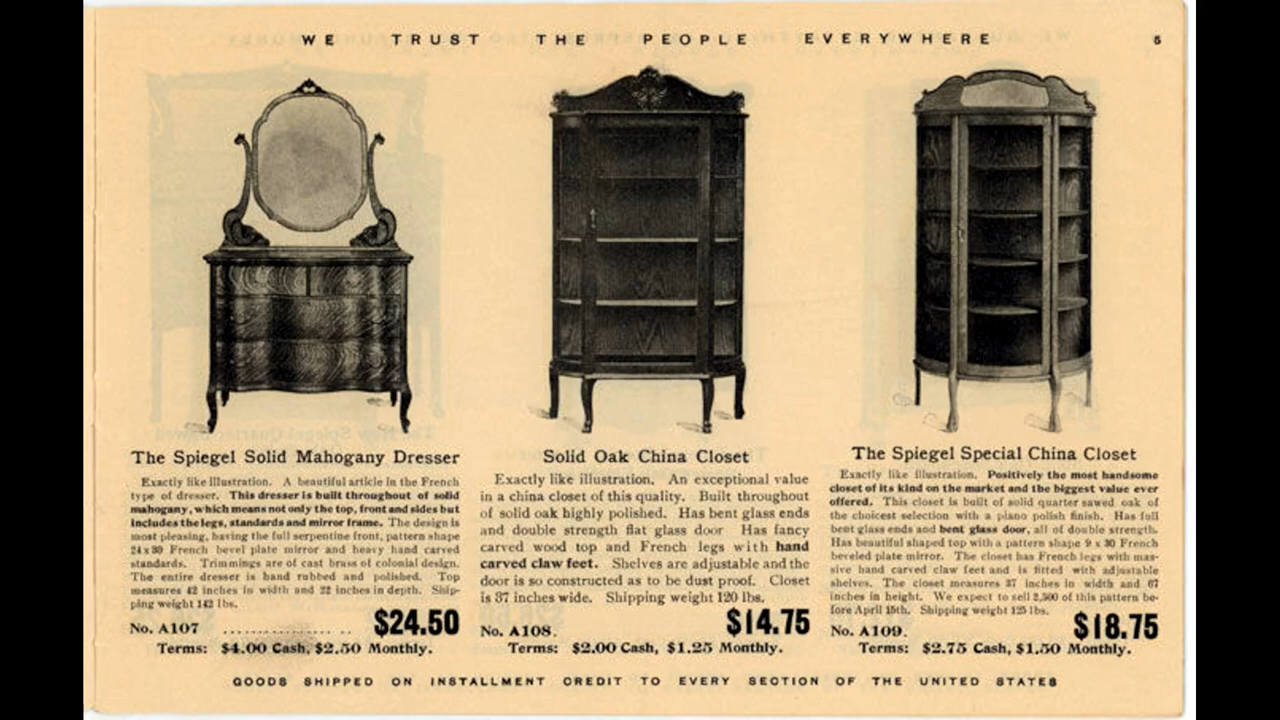 WE TRUST THE PEOPLE EVERYWHERE
5
The Spiegel Solid Mahogany Dresser
Exactly like illustration. A beautiful article in the French
type of dresser. This dresser is built throughout of solid
mahogany, which means not only the top, front and sides but
includes the legs, standards and mirror frame. The design is
most pleasing, having the full serpentine front, pattern shape
24x30 French bevel plate mirror and heavy hand carved
standards. Trimmings are of cast brass of colonial design.
The entire dresser is hand rubbed and polished. Top
measures 42 inches in width and 22 inches in depth. Ship-
ping weight 142 lbs.
No. A107 .................. .. $24.50
Terms: $4.00 Cash, $2.50 Monthly.
Solid Oak China Closet
Exactly like illustration. An exceptional value
in a china closet of this quality. Built throughout
of solid oak highly polished. Has bent glass ends
and double strength flat glass door Has fancy
carved wood top and French legs with hand
carved claw feet. Shelves are adjustable and the
door is so constructed as to be dust proof. Closet
is 37 inches wide. Shipping weight 120 lbs.
No. A108. $14.75
Terms: $2.00 Cash, $1.25 Monthly.
The Spiegel Special China Closet
Exactly like illustration. Positively the most handsome
closet of its kind on the market and the biggest value ever
offered. This closet is built of solid quarter sawed oak of
the choicest selection with a piano polish finish. Has full
bent glass ends and bent glass door, all of double strength.
Has beautiful shaped top with a pattern shape 9 x 30 French
beveled plate mirror. The closet has French legs with mas-
sive hand carved claw feet and is fitted with adjustable
shelves. The closet measures 37 inches in width and 67
inches in height. We expect to sell 2,500 of this pattern be-
fore April 15th. Shipping weight 125 lbs.
No. A109. $18.75
Terms: $2.75 Cash, $1.50 Monthly.
GOODS SHIPPED ON INSTALLMENT CREDIT TO EVERY SECTION OF THE UNITED STATES